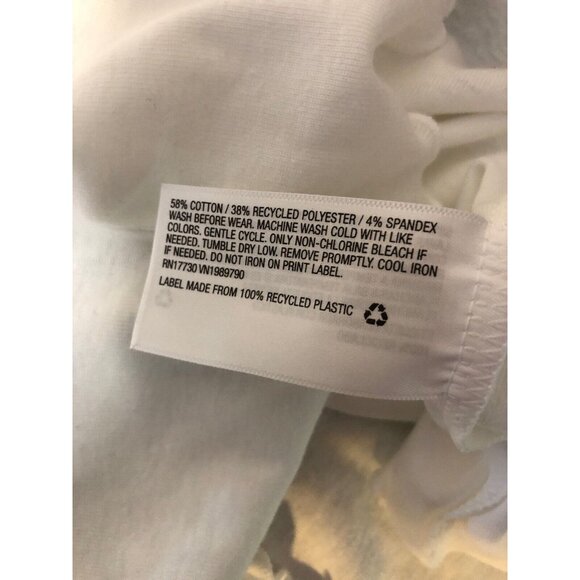 58% COTTON / 38% RECYCLED POLYESTER / 4% SPANDEX
WASH BEFORE WEAR. MACHINE WASH COLD WITH LIKE
COLORS. GENTLE CYCLE. ONLY NON-CHLORINE BLEACH IF
NEEDED. TUMBLE DRY LOW. REMOVE PROMPTLY. COOL IRON
IF NEEDED. DO NOT IRON ON PRINT LABEL.
RN17730 VN1989790
LABEL MADE FROM 100% RECYCLED PLASTIC